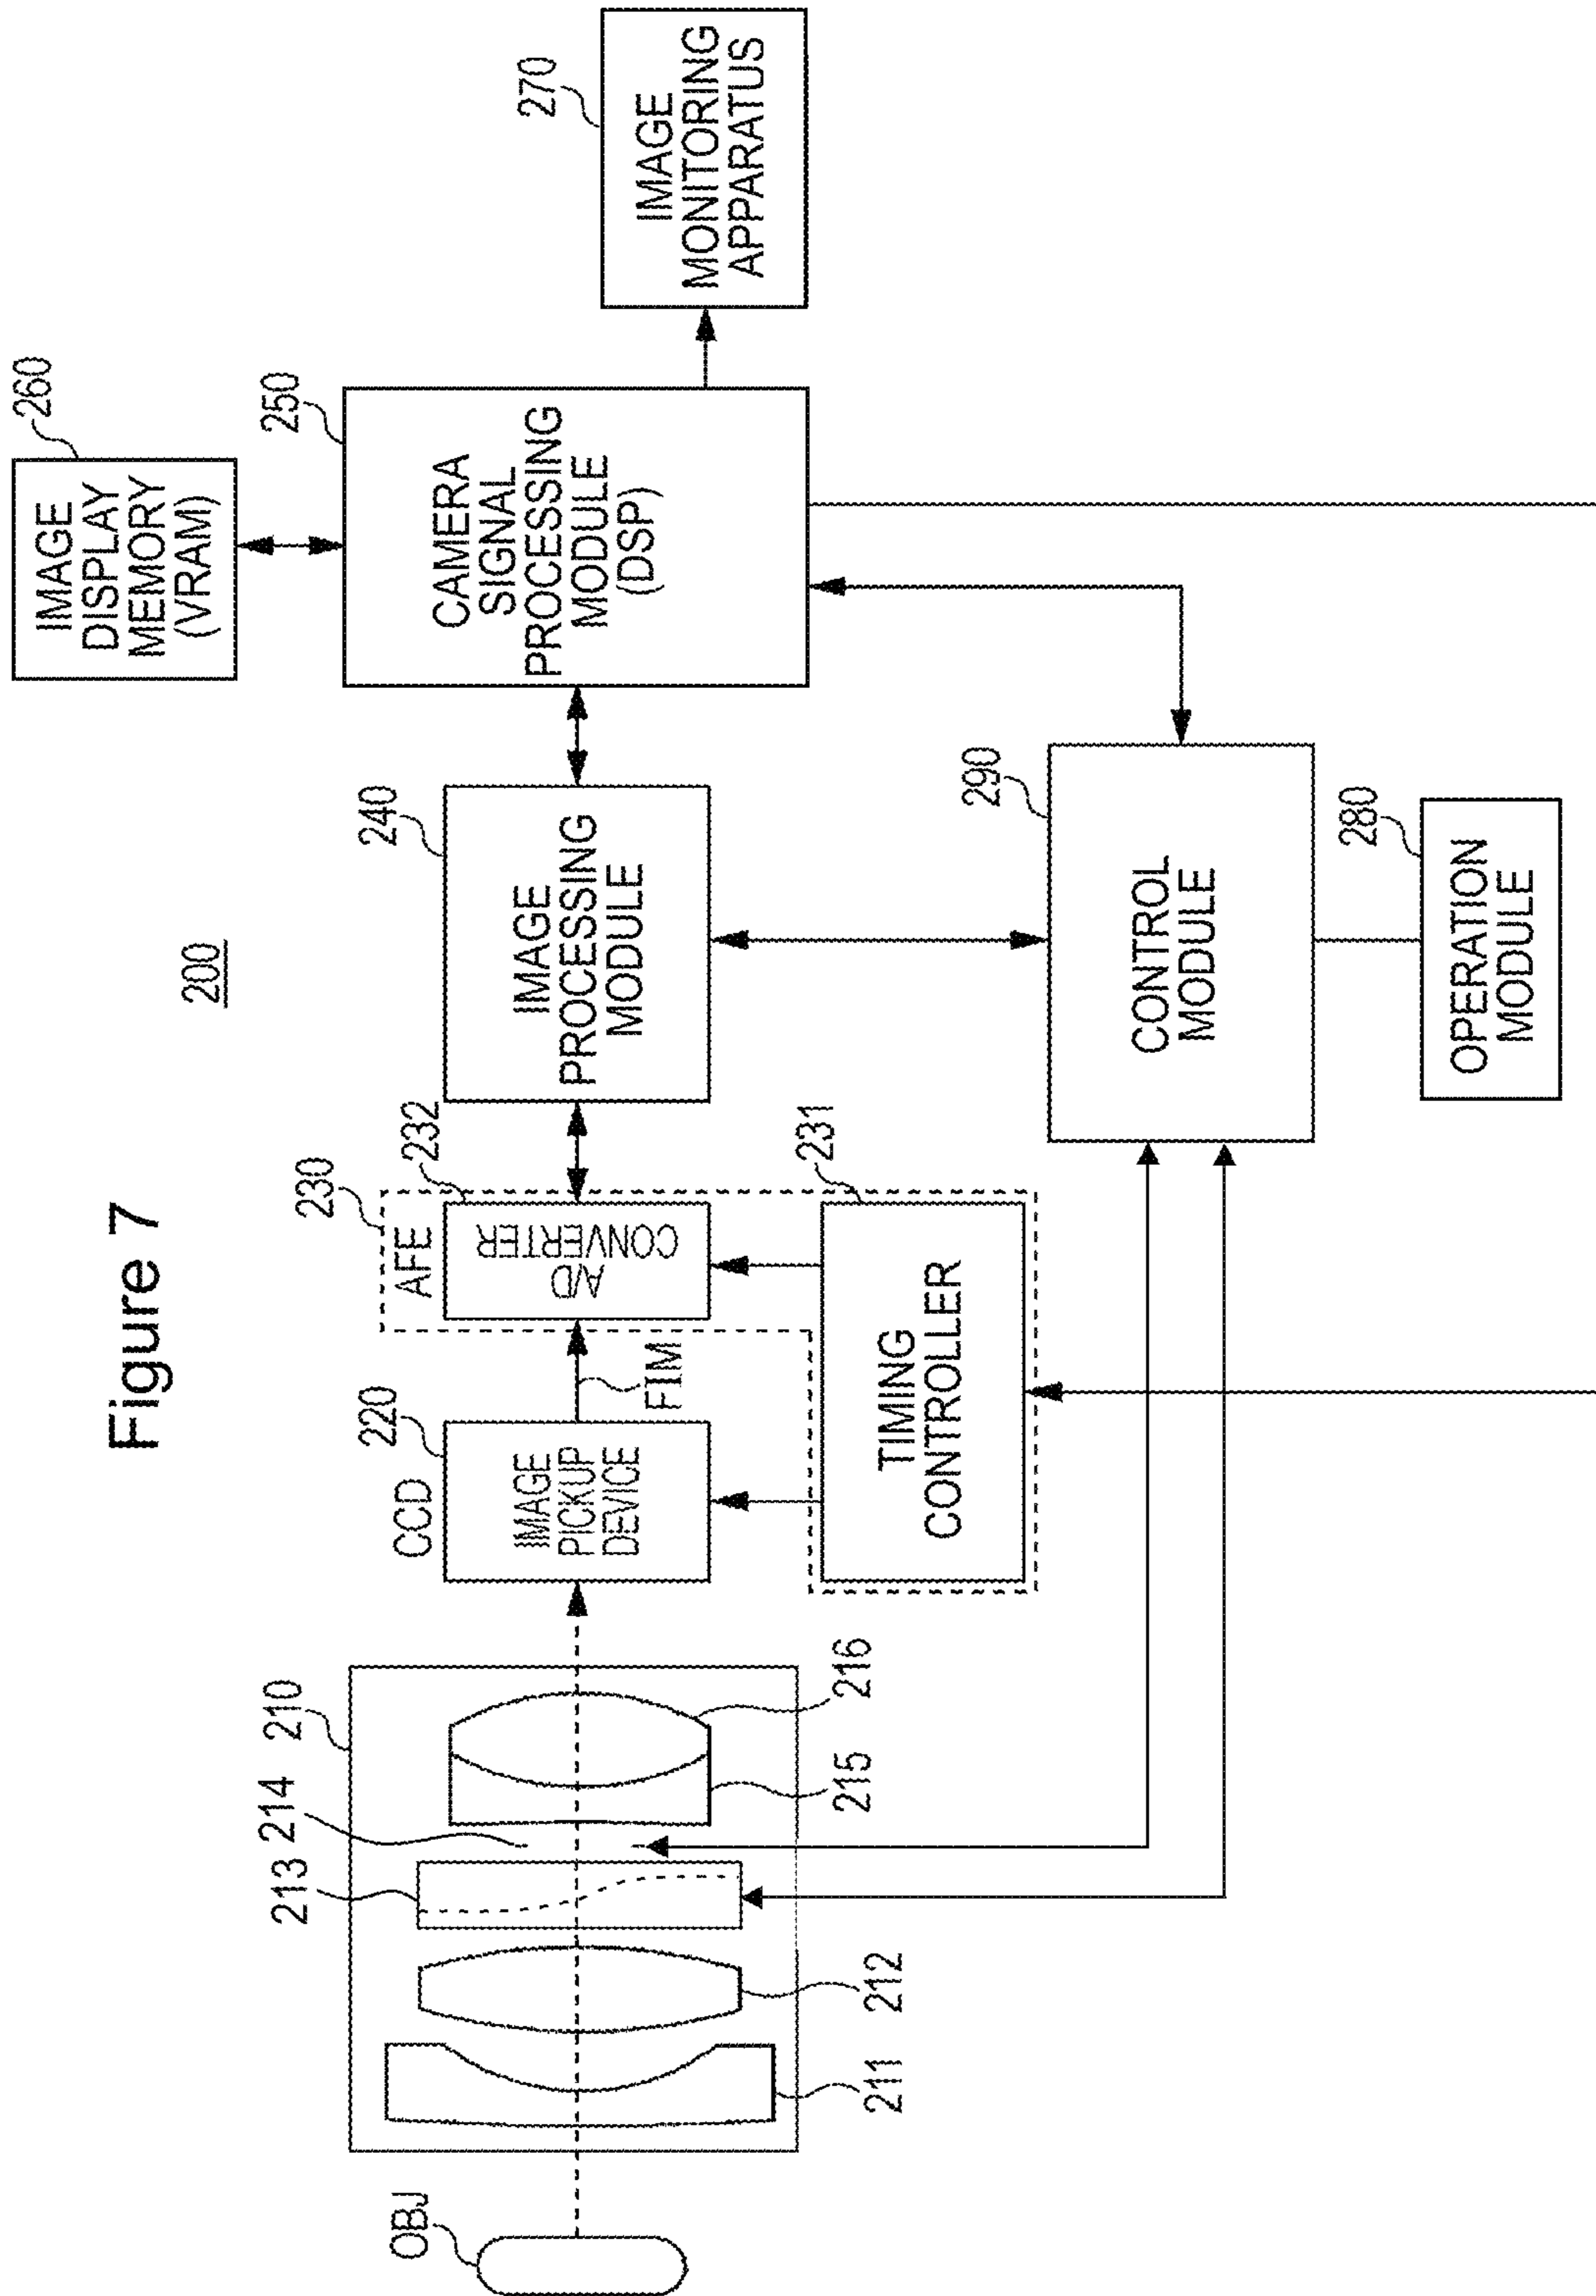 Figure 7
200
OBJ
210
211
212
213
214
215
216
CCD
220
IMAGE
PICKUP
DEVICE
FIM
230
AFE
232
A/D
CONVERTER
231
TIMING
CONTROLLER
240
IMAGE
PROCESSING
MODULE
250
CAMERA
SIGNAL
PROCESSING
MODULE
(DSP)
260
IMAGE
DISPLAY
MEMORY
(VRAM)
270
IMAGE
MONITORING
APPARATUS
290
CONTROL
MODULE
280
OPERATION
MODULE